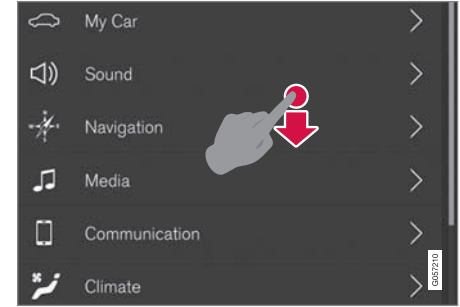 My Car
Sound
Navigation
Media
Communication
Climate
G057210